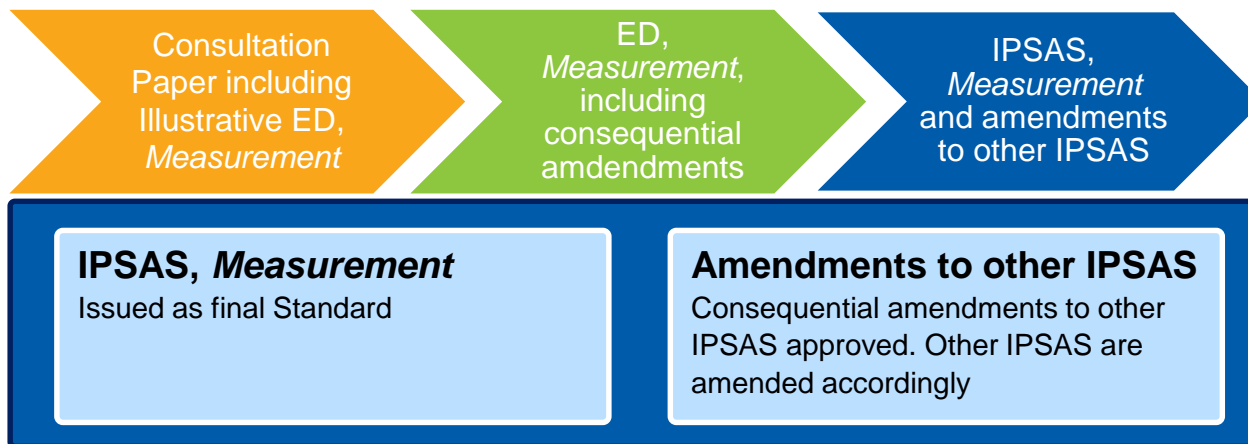 Consultation
Paper including
Illustrative ED,
Measurement
ED,
Measurement,
including
consequential
amdendments
IPSAS,
Measurement
and amendments
to other IPSAS
IPSAS, Measurement
Issued as final Standard
Amendments to other IPSAS
Consequential amendments to other
IPSAS approved. Other IPSAS are
amended accordingly